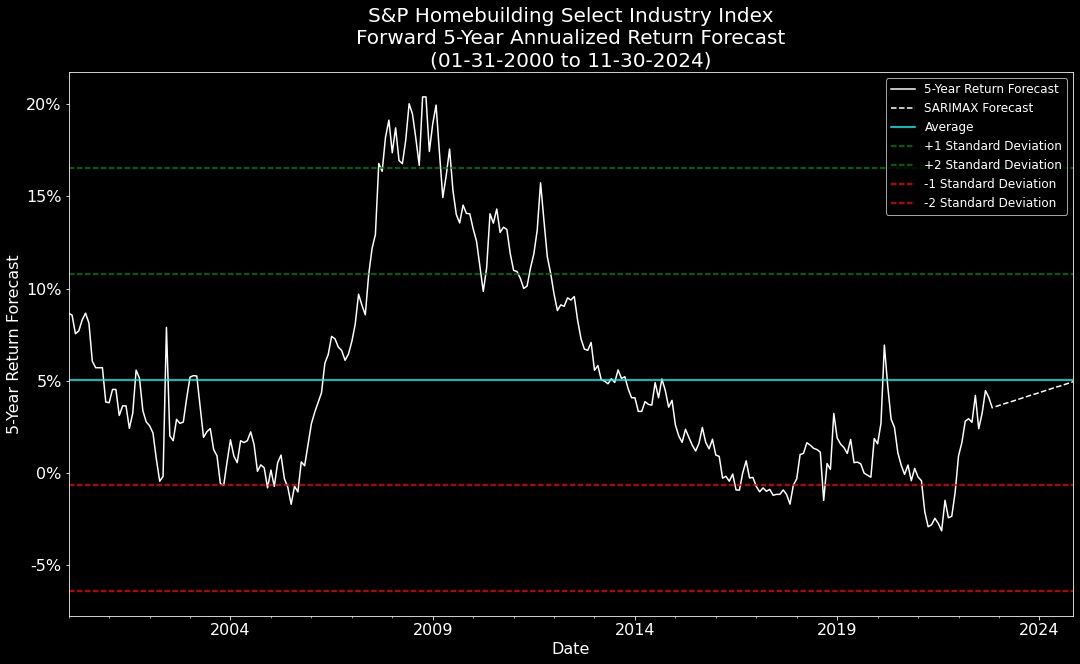 S&P Homebuilding Select Industry Index
Forward 5-Year Annualized Return Forecast
(01-31-2000 to 11-30-2024)
5-Year Return Forecast
SARIMAX Forecast
Average
+1 Standard Deviation
+2 Standard Deviation
-1 Standard Deviation
-2 Standard Deviation
5-Year Return Forecast
20%
15%
10%
5%
0%
-5%
2004
2009
2014
2019
2024
Date